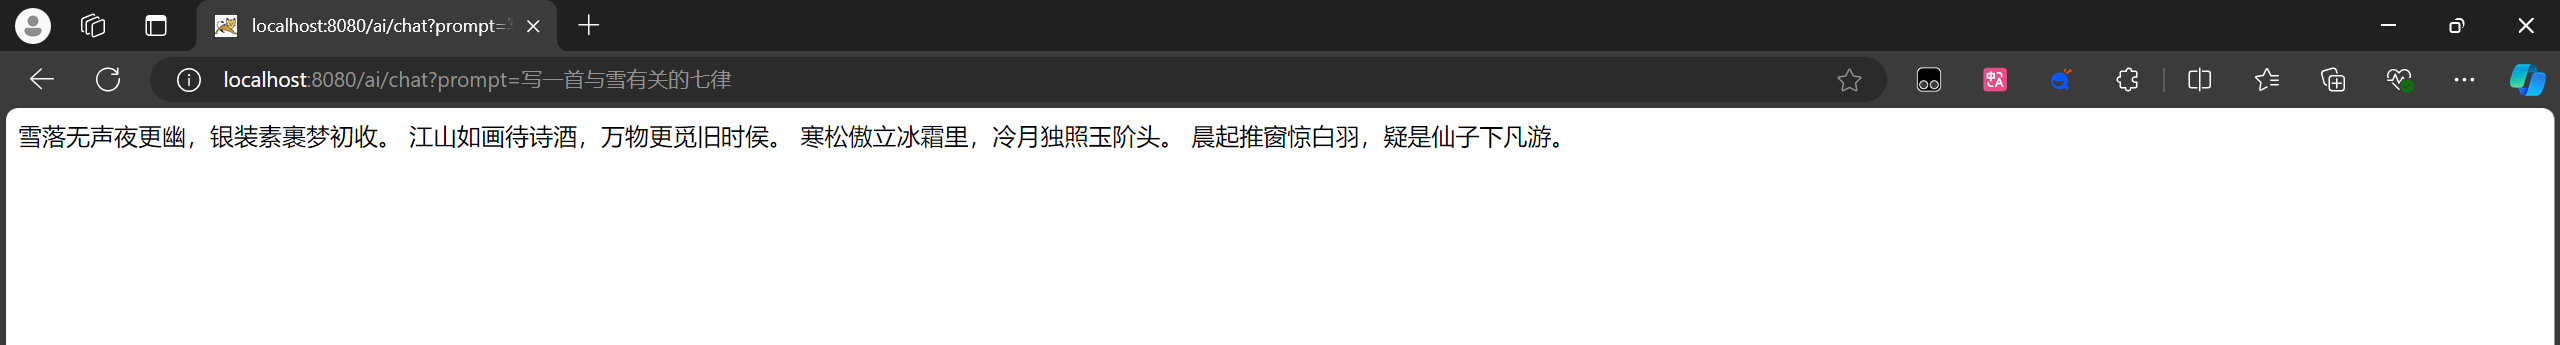 localhost:8080/ai/chat?prompt=
localhost:8080/ai/chat?prompt=写一首与雪有关的七律
雪落无声夜更幽，银装素裹梦初收。 江山如画待诗酒，万物更觅旧时侯。 寒松傲立冰霜里，冷月独照玉阶头。 晨起推窗惊白羽，疑是仙子下凡游。